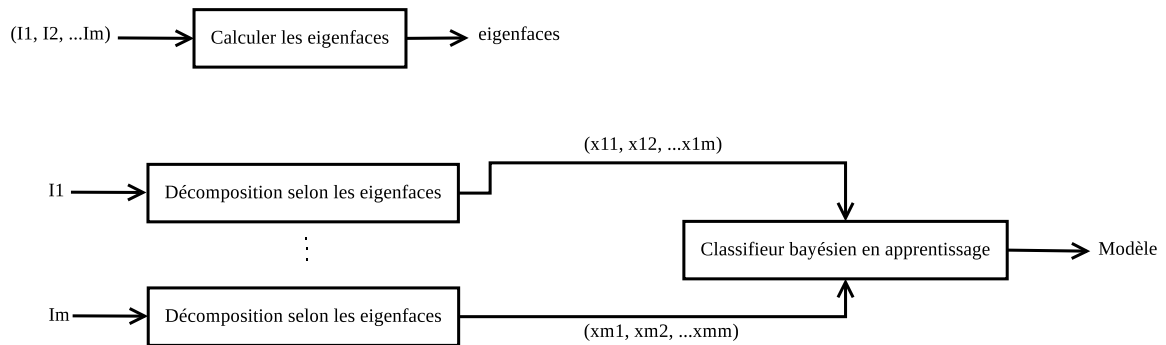 (I1, I2, ...Im)
Calculer les eigenfaces
eigenfaces
(x11, x12, ...x1m)
I1
Décomposition selon les eigenfaces
Classifieur bayésien en apprentissage
Modèle
Im
Décomposition selon les eigenfaces
(xm1, xm2, ...xmm)